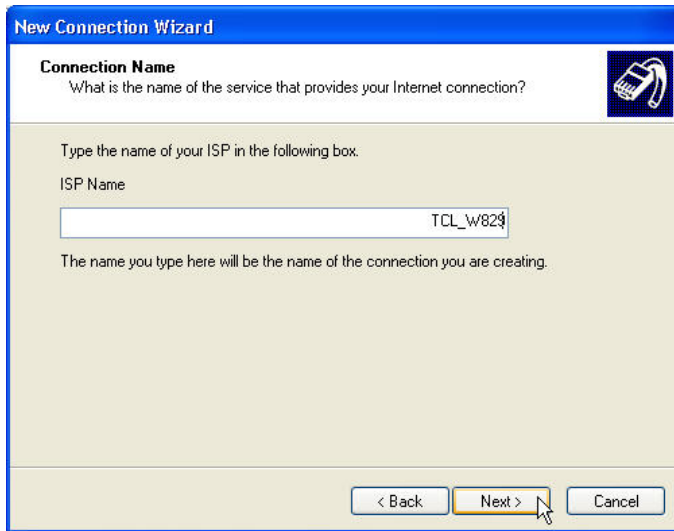 New Connection Wizard
Connection Name
What is the name of the service that provides your Internet connection?
Type the name of your ISP in the following box.
ISP Name
TCL_W829
The name you type here will be the name of the connection you are creating.
< Back Next > Cancel